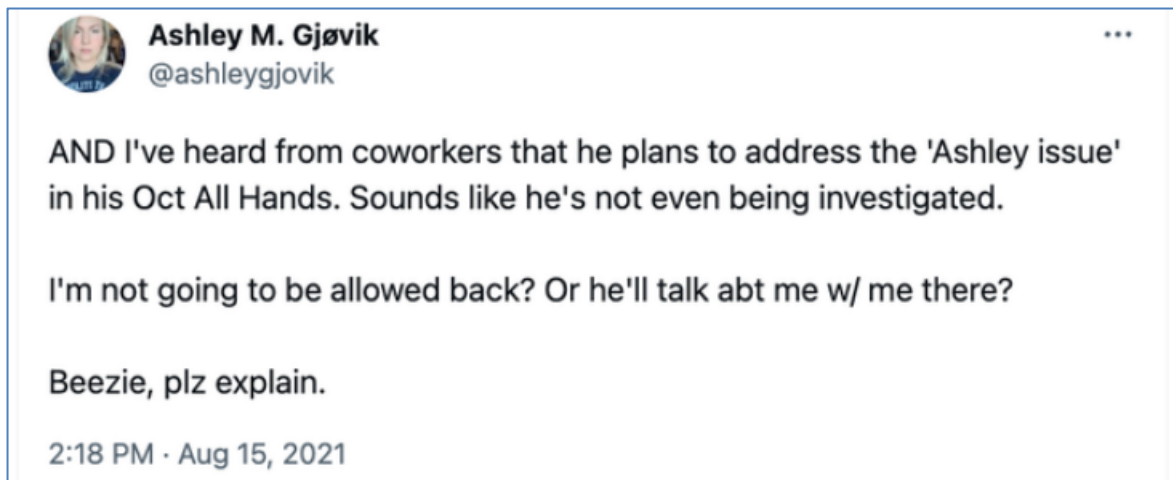 Ashley M. Gjøvik
@ashleygjovik
AND I've heard from coworkers that he plans to address the 'Ashley issue'
in his Oct All Hands. Sounds like he's not even being investigated.
I'm not going to be allowed back? Or he'll talk abt me w/ me there?
Beezie, plz explain.
2:18 PM · Aug 15, 2021